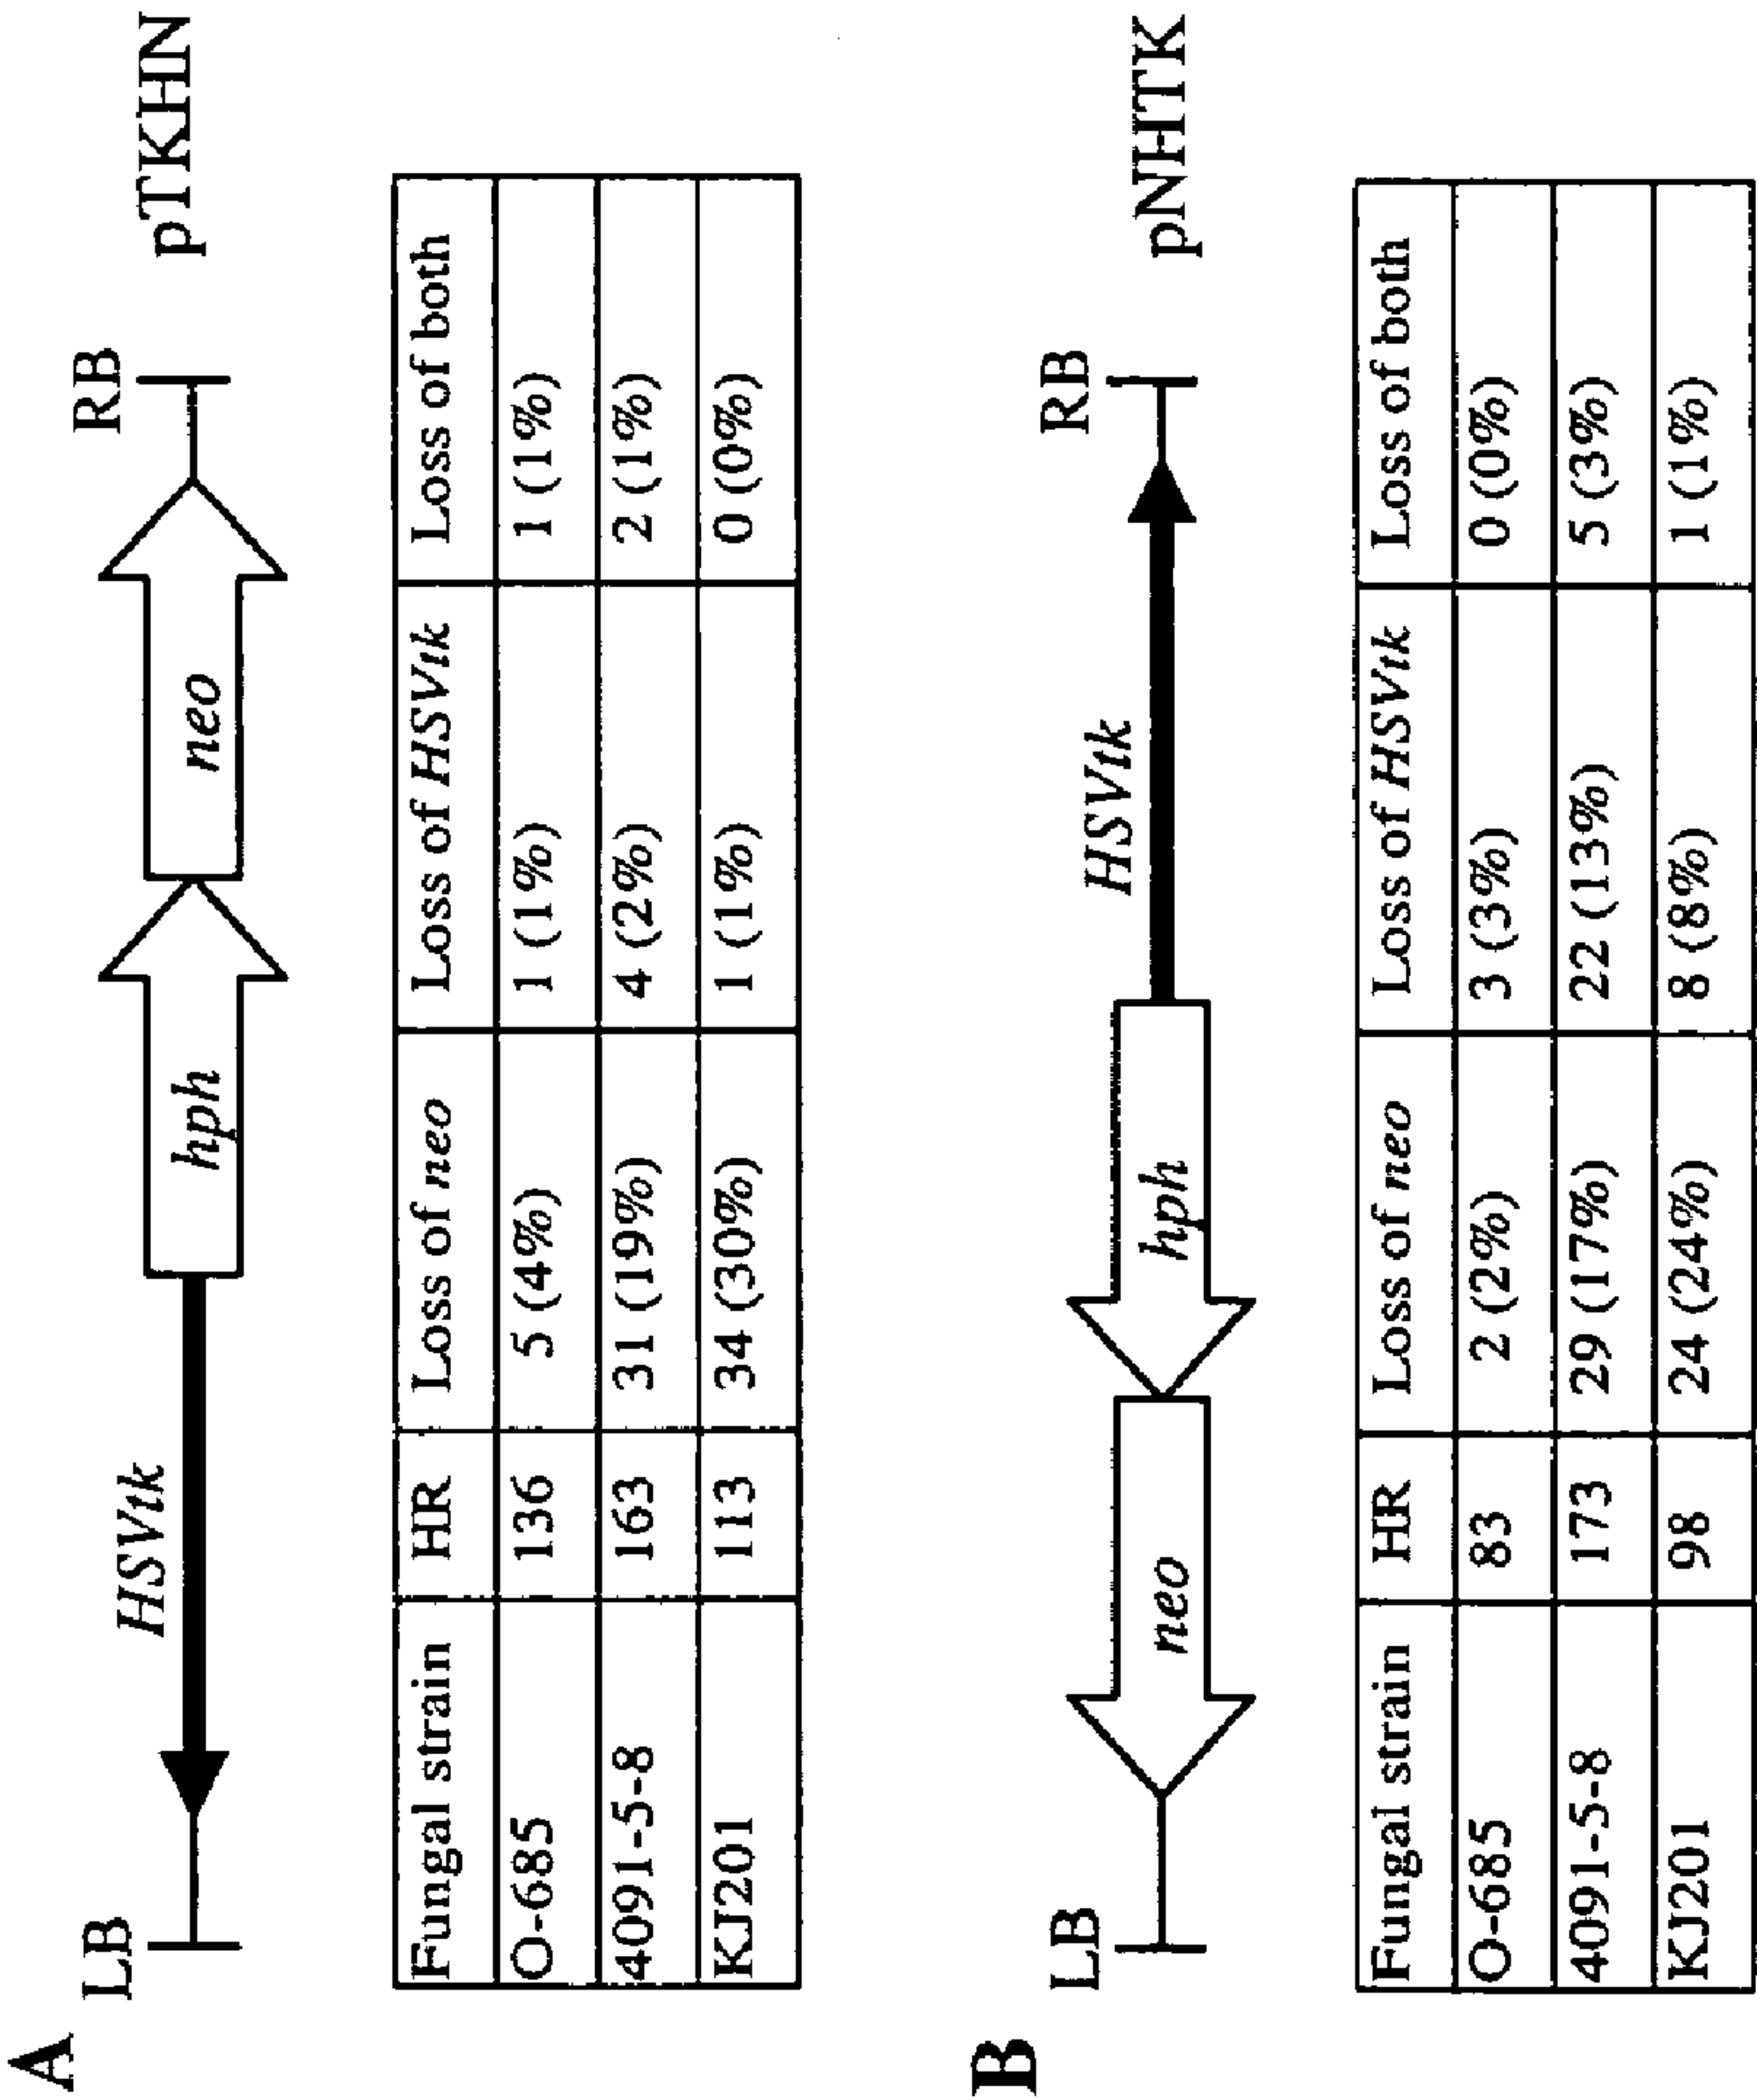 A
LB
HSVtk
hph
neo
RB
pTKHN
Fungal strain HR Loss of neo Loss of HSVtk Loss of both
O-685 136 5 (4%) 1 (1%) 1 (1%)
4091-5-8 163 31 (19%) 4 (2%) 2 (1%)
KJ201 113 34 (30%) 1 (1%) 0 (0%)
B
LB
neo
hph
HSVtk
RB
pNHTK
Fungal strain HR Loss of neo Loss of HSVtk Loss of both
O-685 83 2 (2%) 3 (3%) 0 (0%)
4091-5-8 173 29 (17%) 22 (13%) 5 (3%)
KJ201 98 24 (24%) 8 (8%) 1 (1%)